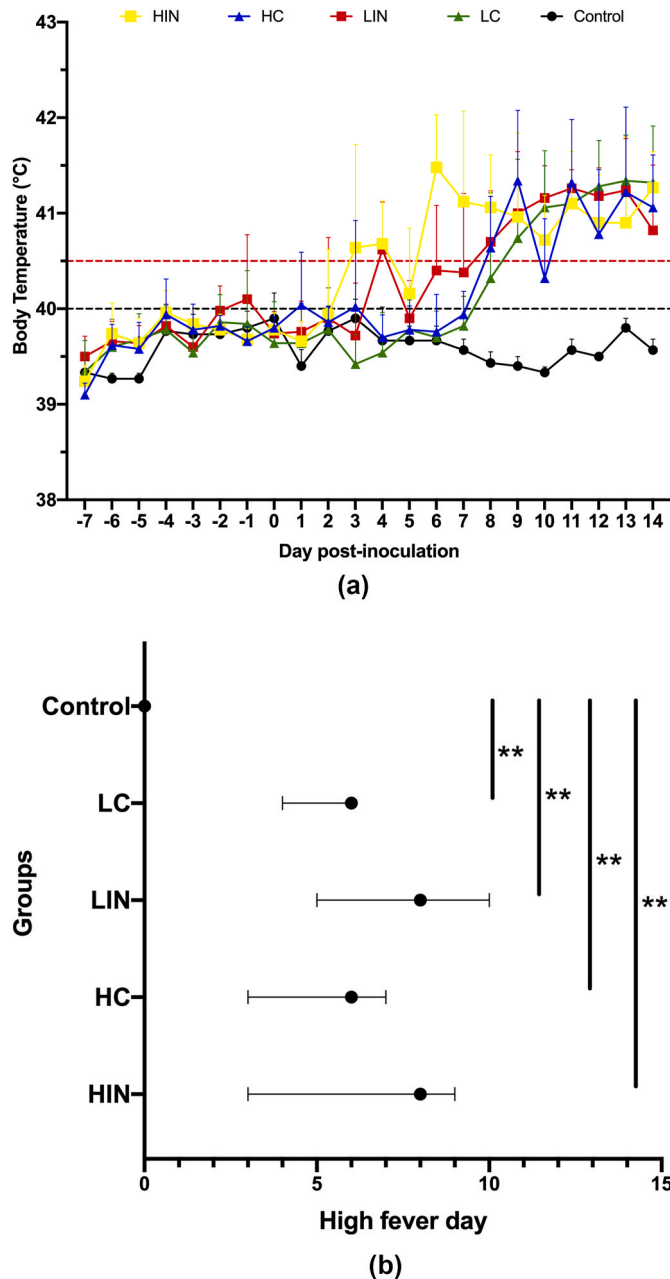 HIN HC LIN LC Control
43
42
41
40
39
38
Body Temperature (°C)
-7 -6 -5 -4 -3 -2 -1 0 1 2 3 4 5 6 7 8 9 10 11 12 13 14
Day post-inoculation
(a)
Control
LC
LIN
HC
HIN
Groups
**
**
**
**
0 5 10 15
High fever day
(b)